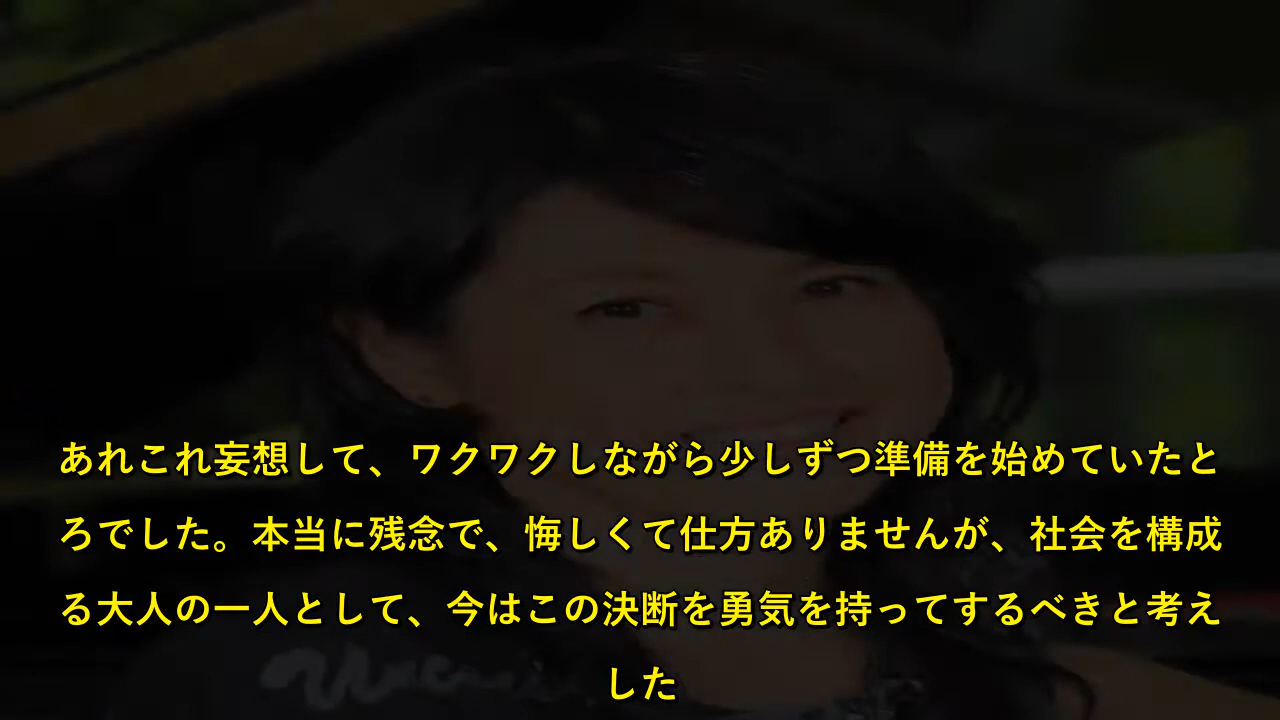 あれこれ妄想して、ワクワクしながら少しずつ準備を始めていたと
ろでした。本当に残念で、悔しくて仕方ありませんが、社会を構成
る大人の一人として、今はこの決断を勇気を持ってするべきと考え
した